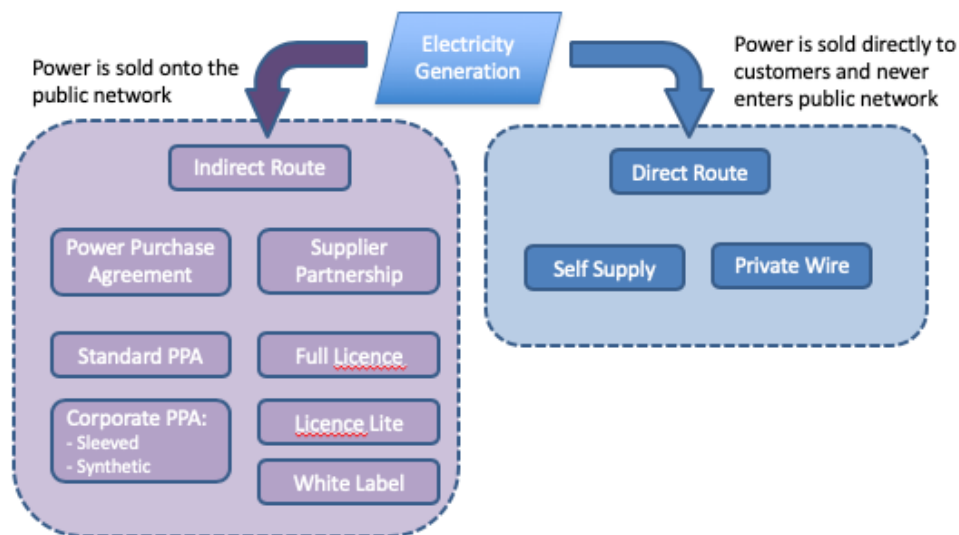 Electricity
Generation
Power is sold onto the
public network
Power is sold directly to
customers and never
enters public network
Indirect Route
Power Purchase
Agreement
Supplier
Partnership
Standard PPA
Full Licence
Corporate PPA:
- Sleeved
- Synthetic
Licence Lite
White Label
Direct Route
Self Supply
Private Wire